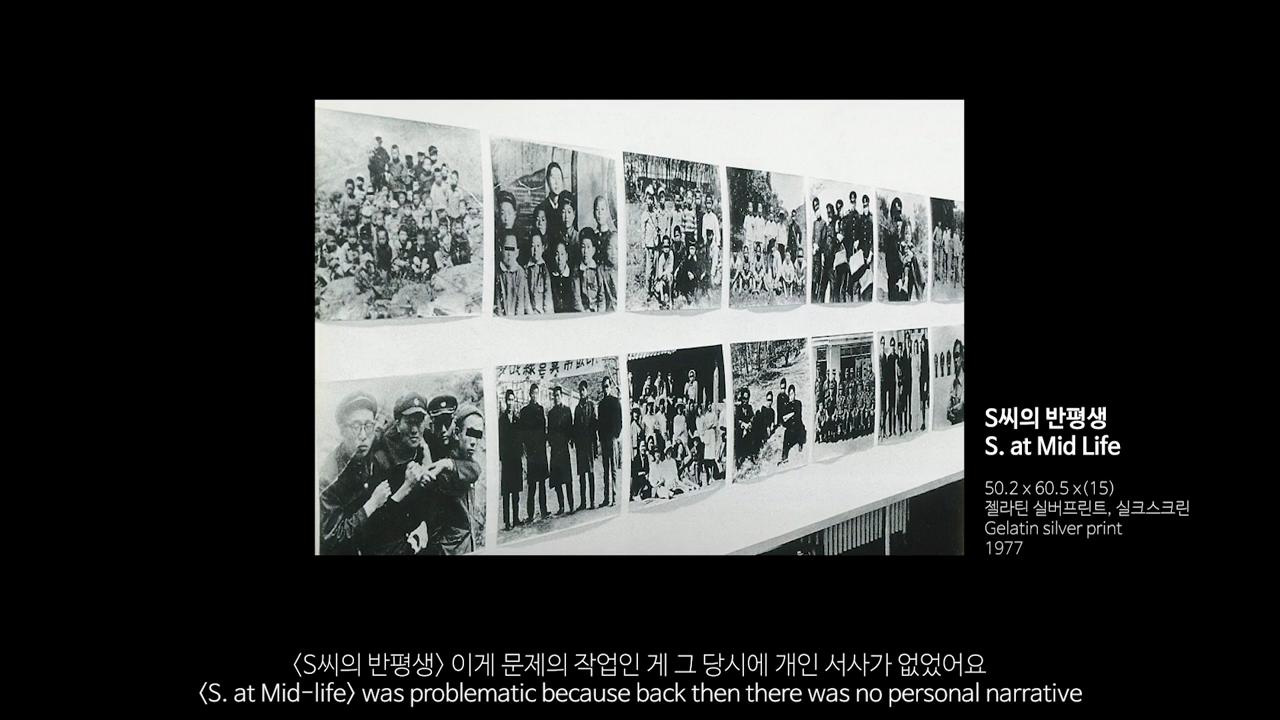 S씨의 반평생
S. at Mid Life
50.2 x 60.5 x(15)
젤라틴 실버프린트, 실크스크린
Gelatin silver print
1977
〈S씨의 반평생〉 이게 문제의 작업인 게 그 당시에 개인 서사가 없었어요
〈S. at Mid-life〉 was problematic because back then there was no personal narrative